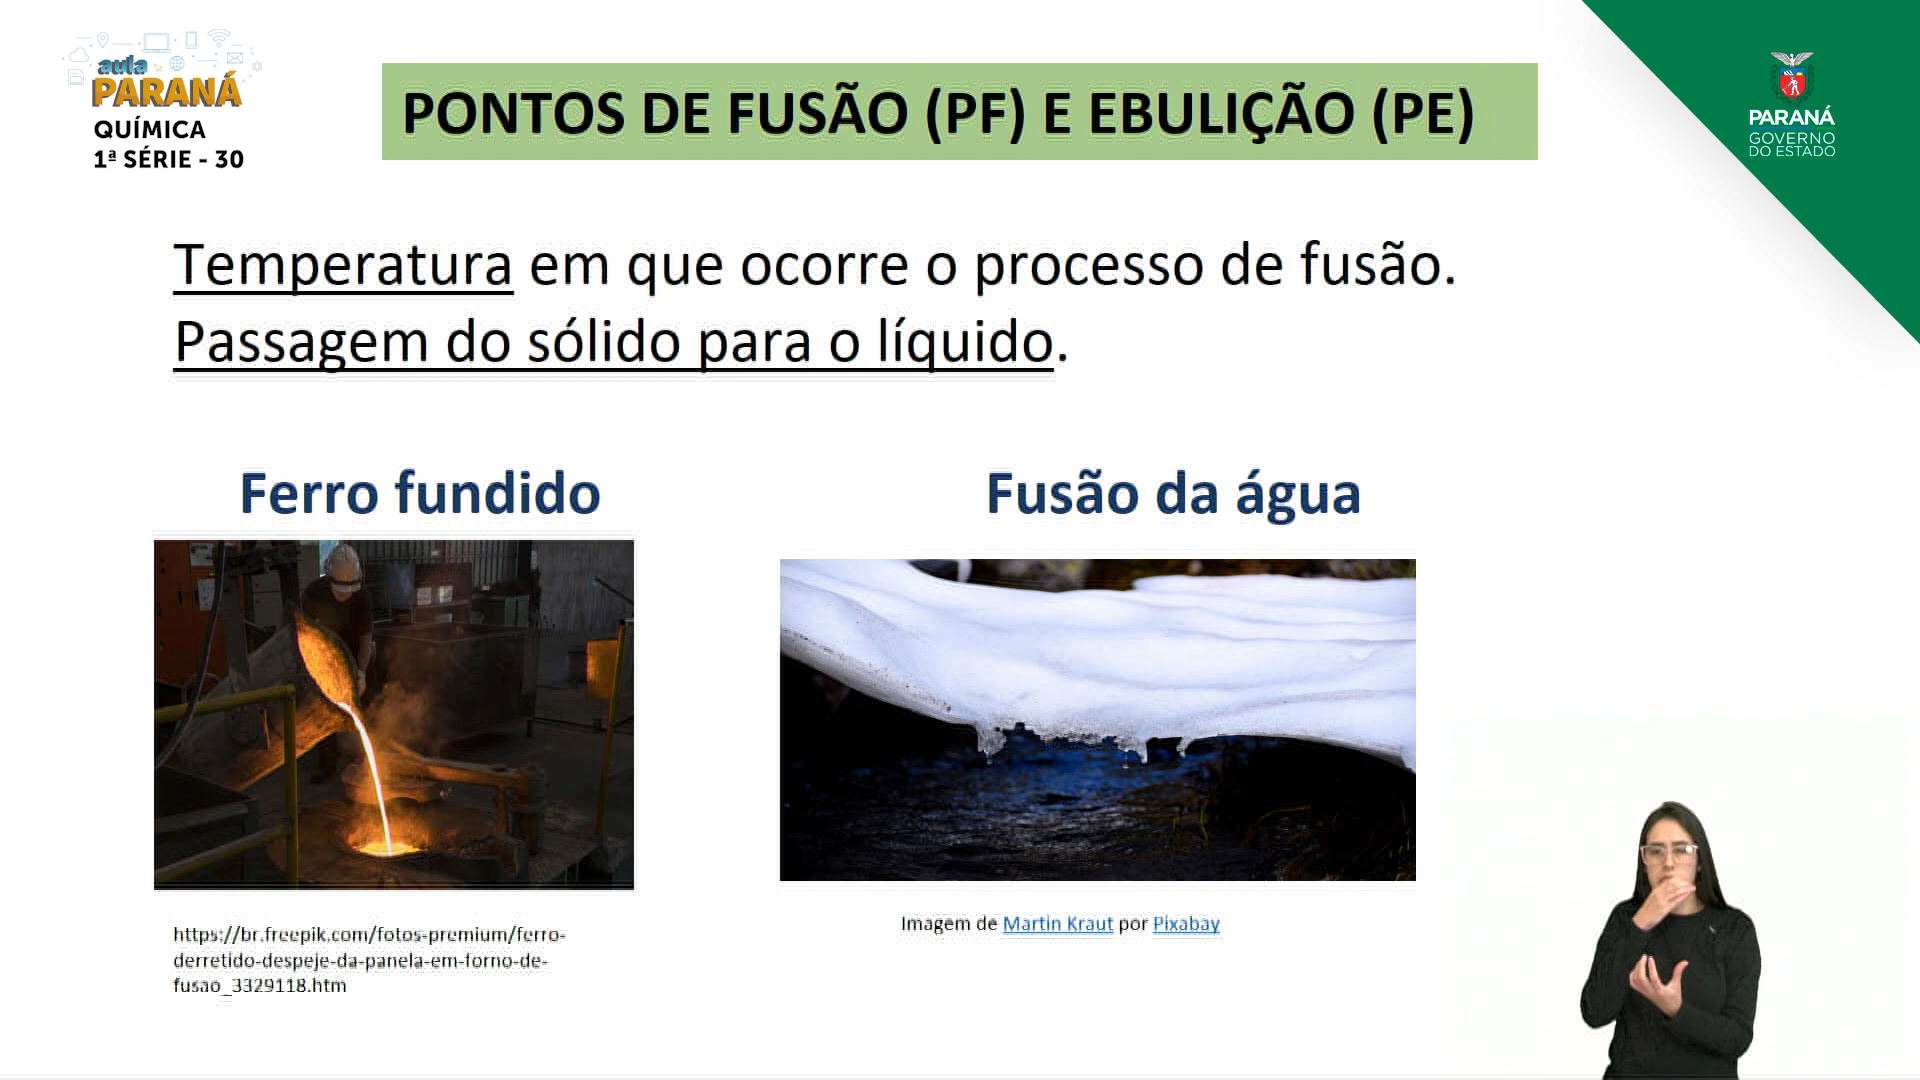 aula
PARANÁ
QUÍMICA
1ª SÉRIE - 30
PONTOS DE FUSÃO (PF) E EBULIÇÃO (PE)
PARANÁ
GOVERNO
DO ESTADO
Temperatura em que ocorre o processo de fusão.
Passagem do sólido para o líquido.
Ferro fundido
Fusão da água
https://br.freepik.com/fotos-premium/ferro-
derretido-despeje-da-panela-em-forno-de-
fusao_3329118.htm
Imagem de Martin Kraut por Pixabay